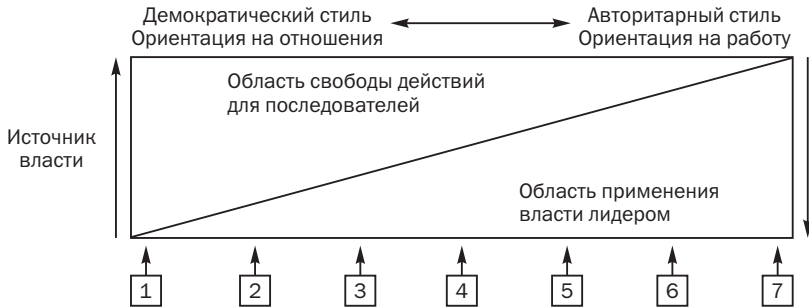 Демократический стиль
Ориентация на отношения
Авторитарный стиль
Ориентация на работу
Область свободы действий
для последователей
Источник
власти
Область применения
власти лидером
1 2 3 4 5 6 7